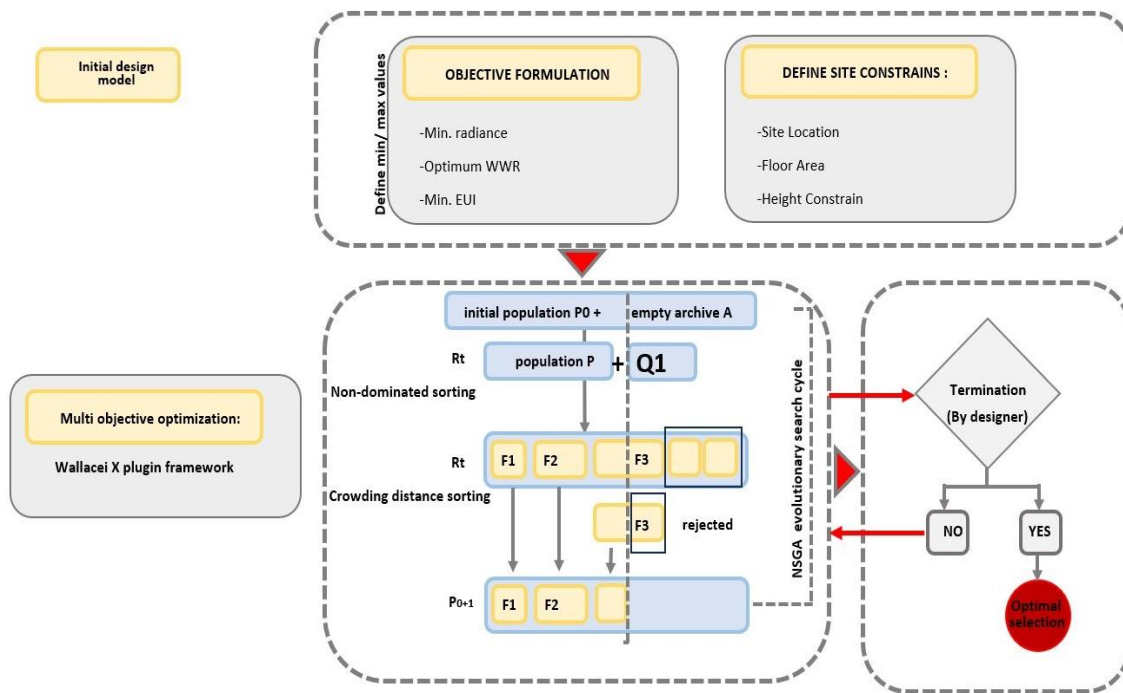 Initial design
model
Define min/ max values
OBJECTIVE FORMULATION
-Min. radiance
-Optimum WWR
-Min. EUI
DEFINE SITE CONSTRAINS :
-Site Location
-Floor Area
-Height Constrain
Multi objective optimization:
Wallacei X plugin framework
initial population P0 + empty archive A
Rt population P + Q1
Non-dominated sorting
Rt F1 F2 F3
Crowding distance sorting
F3 rejected
P0+1 F1 F2
NSGA evolutionary search cycle
Termination
(By designer)
NO YES
Optimal
selection